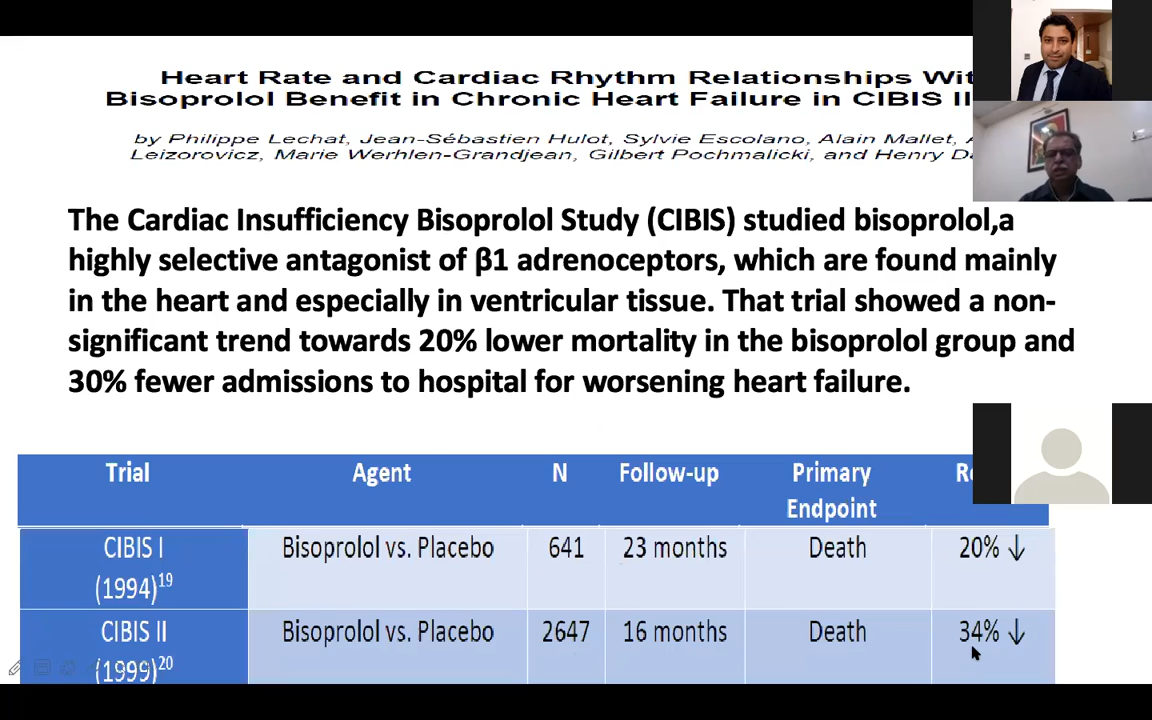 Heart Rate and Cardiac Rhythm Relationships Wit
Bisoprolol Benefit in Chronic Heart Failure in CIBIS II
by Philippe Lechat, Jean-Sébastien Hulot, Sylvie Escolano, Alain Mallet, A
Leizorovicz, Marie Werhlen-Grandjean, Gilbert Pochmalicki, and Henry Da
The Cardiac Insufficiency Bisoprolol Study (CIBIS) studied bisoprolol,a
highly selective antagonist of β1 adrenoceptors, which are found mainly
in the heart and especially in ventricular tissue. That trial showed a non-
significant trend towards 20% lower mortality in the bisoprolol group and
30% fewer admissions to hospital for worsening heart failure.
Trial Agent N Follow-up Primary Endpoint
CIBIS I (1994)19 Bisoprolol vs. Placebo 641 23 months Death 20% ↓
CIBIS II (1999)20 Bisoprolol vs. Placebo 2647 16 months Death 34% ↓